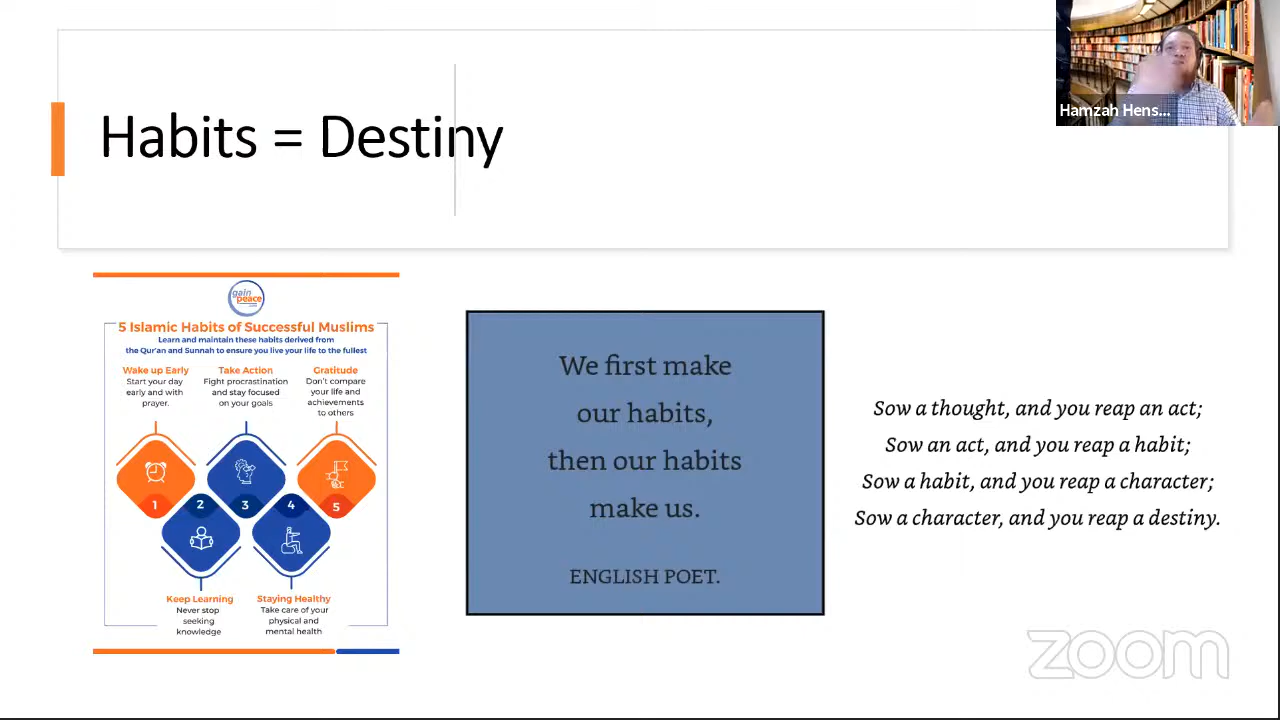 Habits = Destiny
Hamzah Hens...
gain
peace
5 Islamic Habits of Successful Muslims
Learn and maintain these habits derived from
the Qur'an and Sunnah to ensure you live your life to the fullest
Wake up Early
Start your day
early and with
prayer.
Take Action
Fight procrastination
and stay focused
on your goals
Gratitude
Don't compare
your life and
achievements
to others
1
2
3
4
5
Keep Learning
Never stop
seeking
knowledge
Staying Healthy
Take care of your
physical and
mental health
We first make
our habits,
then our habits
make us.
ENGLISH POET.
Sow a thought, and you reap an act;
Sow an act, and you reap a habit;
Sow a habit, and you reap a character;
Sow a character, and you reap a destiny.
zoom